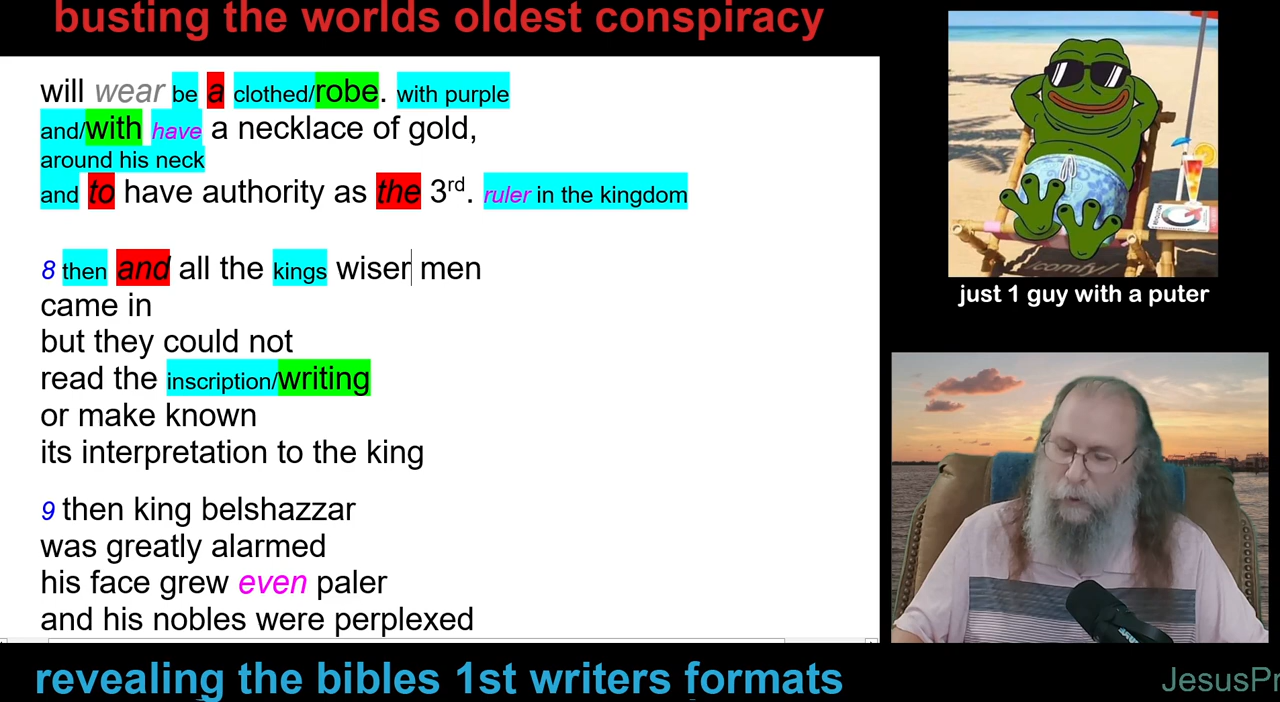 busting the worlds oldest conspiracy
will wear be a clothed/robe. with purple
and/with have a necklace of gold,
around his neck
and to have authority as the 3rd. ruler in the kingdom
8 then and all the kings wiser men
came in
but they could not
read the inscription/writing
or make known
its interpretation to the king
9 then king belshazzar
was greatly alarmed
his face grew even paler
and his nobles were perplexed
revealing the bibles 1st writers formats
comfy!
just 1 guy with a puter
JesusPr